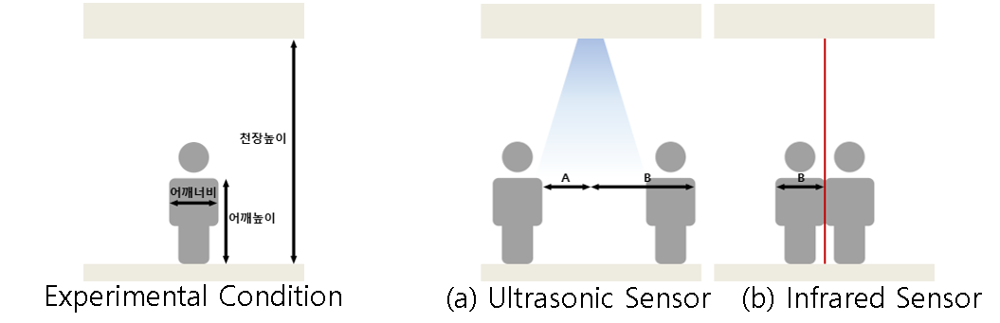 천장높이
어깨너비
어깨높이
Experimental Condition
A
B
(a) Ultrasonic Sensor
B
(b) Infrared Sensor